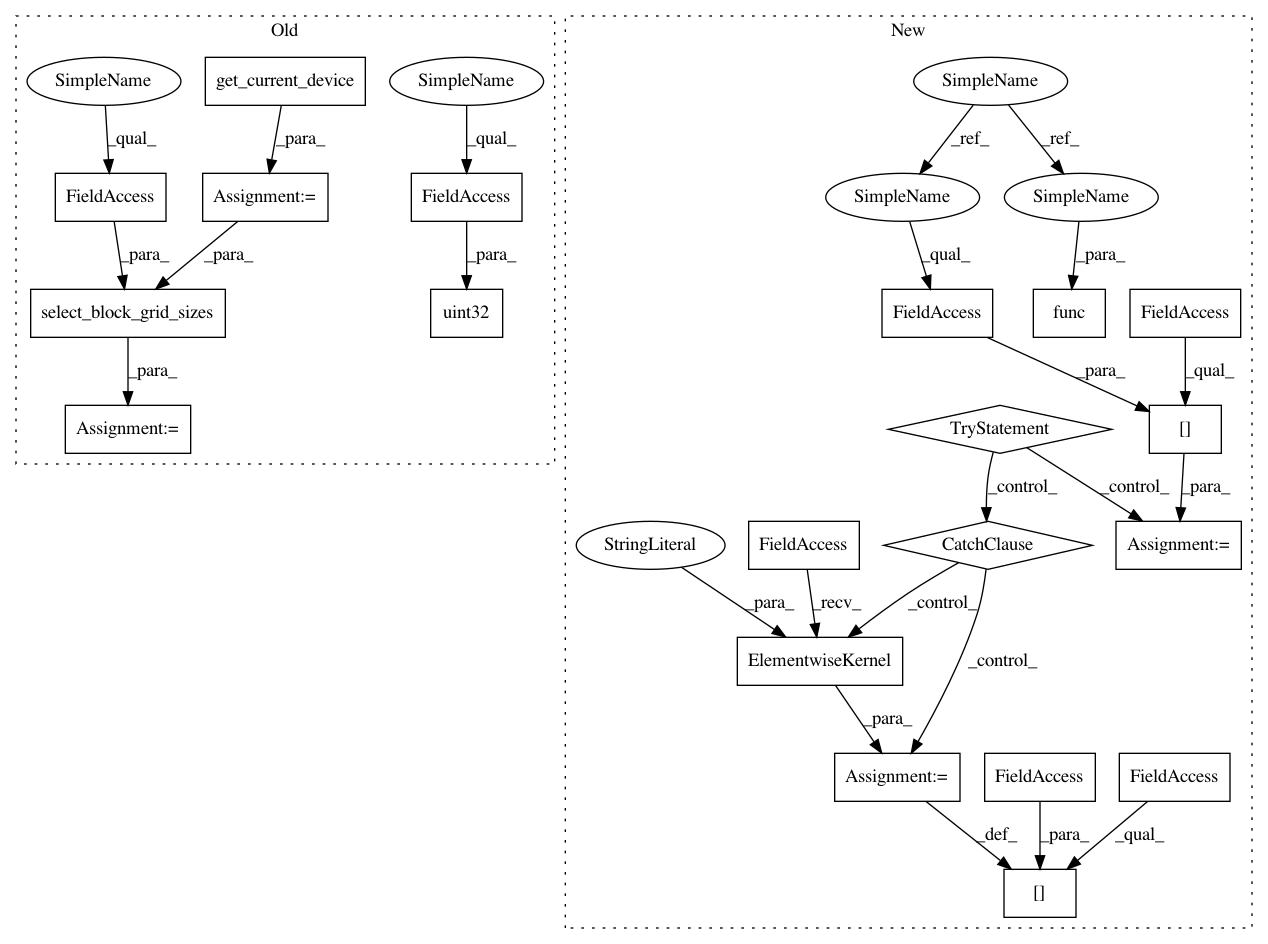 Old
New
SimpleName
get_current_device
SimpleName
SimpleName
_qual_
_para_
_qual_
_ref_
_ref_
FieldAccess
Assignment:=
FieldAccess
SimpleName
SimpleName
_para_
_para_
_para_
_qual_
_para_
select_block_grid_sizes
uint32
FieldAccess
func
FieldAccess
_para_
_para_
_qual_
Assignment:=
TryStatement
[]
_control_
_control_
_para_
StringLiteral
FieldAccess
CatchClause
Assignment:=
_para_
_recv_
_control_
ElementwiseKernel
_control_
_para_
Assignment:=
FieldAccess
FieldAccess
_def_
_para_
_qual_
[]